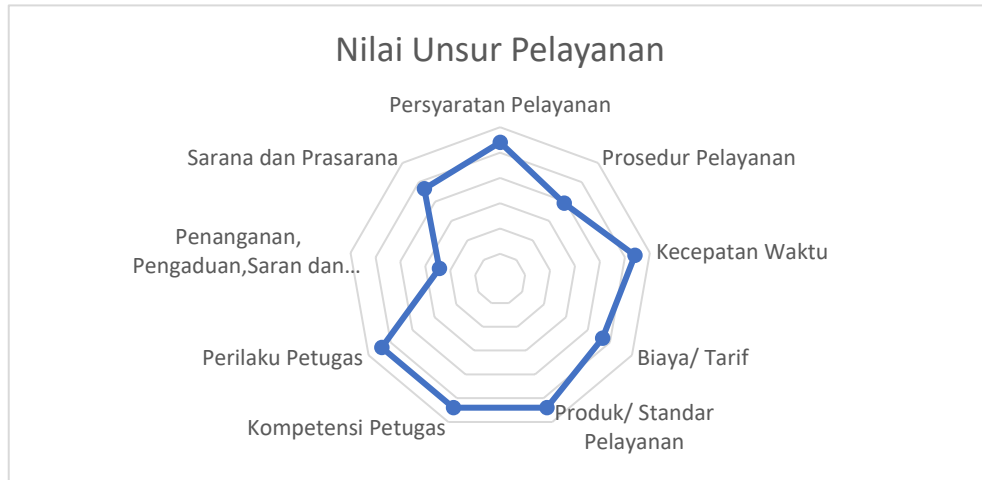 Nilai Unsur Pelayanan
Persyaratan Pelayanan
Prosedur Pelayanan
Kecepatan Waktu
Biaya/ Tarif
Produk/ Standar
Pelayanan
Kompetensi Petugas
Perilaku Petugas
Penanganan,
Pengaduan,Saran dan...
Sarana dan Prasarana